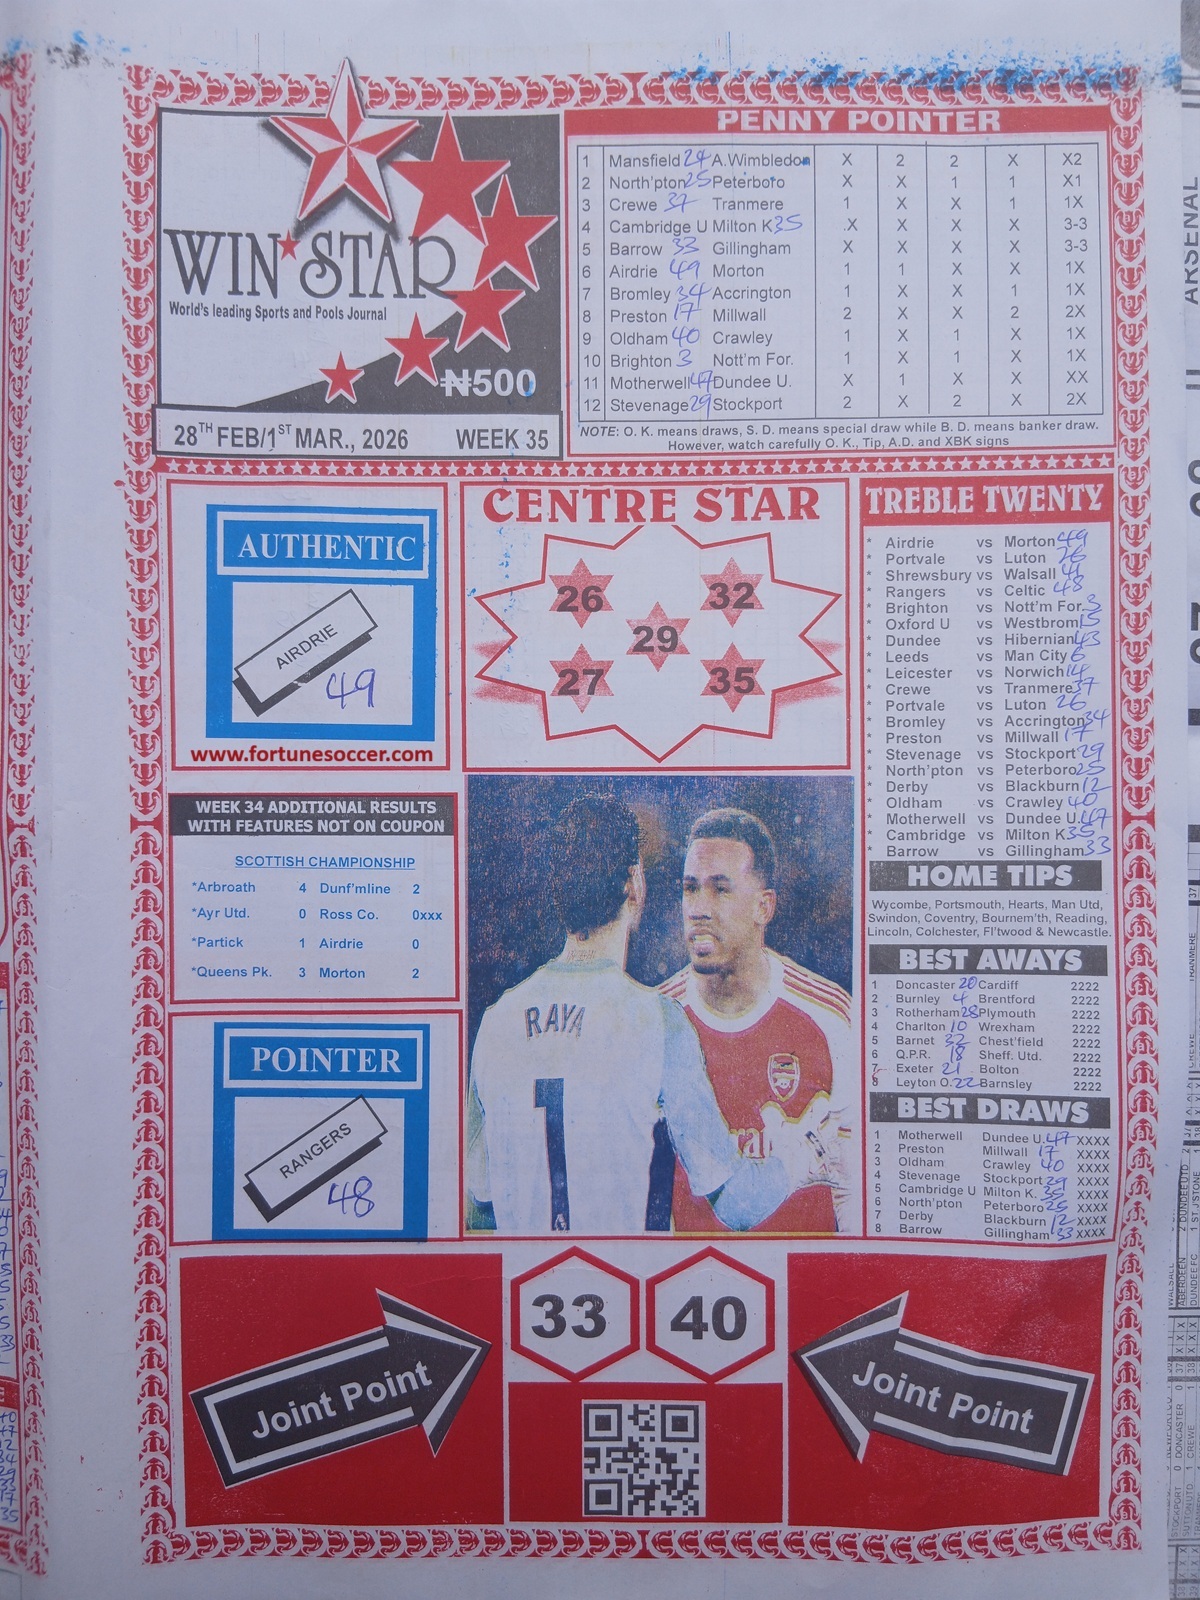 WIN STAR
World's leading Sports and Pools Journal
₦500
28TH FEB/1ST MAR., 2026 WEEK 35
PENNY POINTER
1 Mansfield 24 A.Wimbledon X 2 2 X X2
2 North'pton 25 Peterboro X X 1 1 X1
3 Crewe 37 Tranmere 1 X X 1 1X
4 Cambridge U Milton K 35 .X X X X 3-3
5 Barrow 33 Gillingham X X X X 3-3
6 Airdrie 49 Morton 1 1 X X 1X
7 Bromley 34 Accrington 1 X X 1 1X
8 Preston 17 Millwall 2 X X 2 2X
9 Oldham 40 Crawley 1 X 1 X 1X
10 Brighton 3 Nott'm For. 1 X 1 X 1X
11 Motherwell 47 Dundee U. X 1 X X XX
12 Stevenage 29 Stockport 2 X 2 X 2X
NOTE: O. K. means draws, S. D. means special draw while B. D. means banker draw.
However, watch carefully O. K., Tip, A.D. and XBK signs
AUTHENTIC
AIRDRIE
49
www.fortunesoccer.com
CENTRE STAR
26 32
29
27 35
TREBLE TWENTY
* Airdrie vs Morton 49
* Portvale vs Luton 26
* Shrewsbury vs Walsall 41
* Rangers vs Celtic 48
* Brighton vs Nott'm For. 3
* Oxford U vs Westbrom 15
* Dundee vs Hibernian 43
* Leeds vs Man City 6
* Leicester vs Norwich 14
* Crewe vs Tranmere 37
* Portvale vs Luton 26
* Bromley vs Accrington 34
* Preston vs Millwall 17
* Stevenage vs Stockport 29
* North'pton vs Peterboro 25
* Derby vs Blackburn 12
* Oldham vs Crawley 40
* Motherwell vs Dundee U. 47
* Cambridge vs Milton K 35
* Barrow vs Gillingham 33
HOME TIPS
Wycombe, Portsmouth, Hearts, Man Utd,
Swindon, Coventry, Bournem'th, Reading,
Lincoln, Colchester, Fl'twood & Newcastle.
BEST AWAYS
1 Doncaster 20 Cardiff 2222
2 Burnley 4 Brentford 2222
3 Rotherham 28 Plymouth 2222
4 Charlton 10 Wrexham 2222
5 Barnet 32 Chest'field 2222
6 Q.P.R. 18 Sheff. Utd. 2222
7 Exeter 21 Bolton 2222
8 Leyton O. 22 Barnsley 2222
BEST DRAWS
1 Motherwell Dundee U. 47 XXXX
2 Preston Millwall 17 XXXX
3 Oldham Crawley 40 XXXX
4 Stevenage Stockport 29 XXXX
5 Cambridge U Milton K. 35 XXXX
6 North'pton Peterboro 25 XXXX
7 Derby Blackburn 12 XXXX
8 Barrow Gillingham 33 XXXX
WEEK 34 ADDITIONAL RESULTS
WITH FEATURES NOT ON COUPON
SCOTTISH CHAMPIONSHIP
*Arbroath 4 Dunf'mline 2
*Ayr Utd. 0 Ross Co. 0xxx
*Partick 1 Airdrie 0
*Queens Pk. 3 Morton 2
POINTER
RANGERS
48
RAYA
1
Joint Point
33 40
Joint Point
ARSENAL